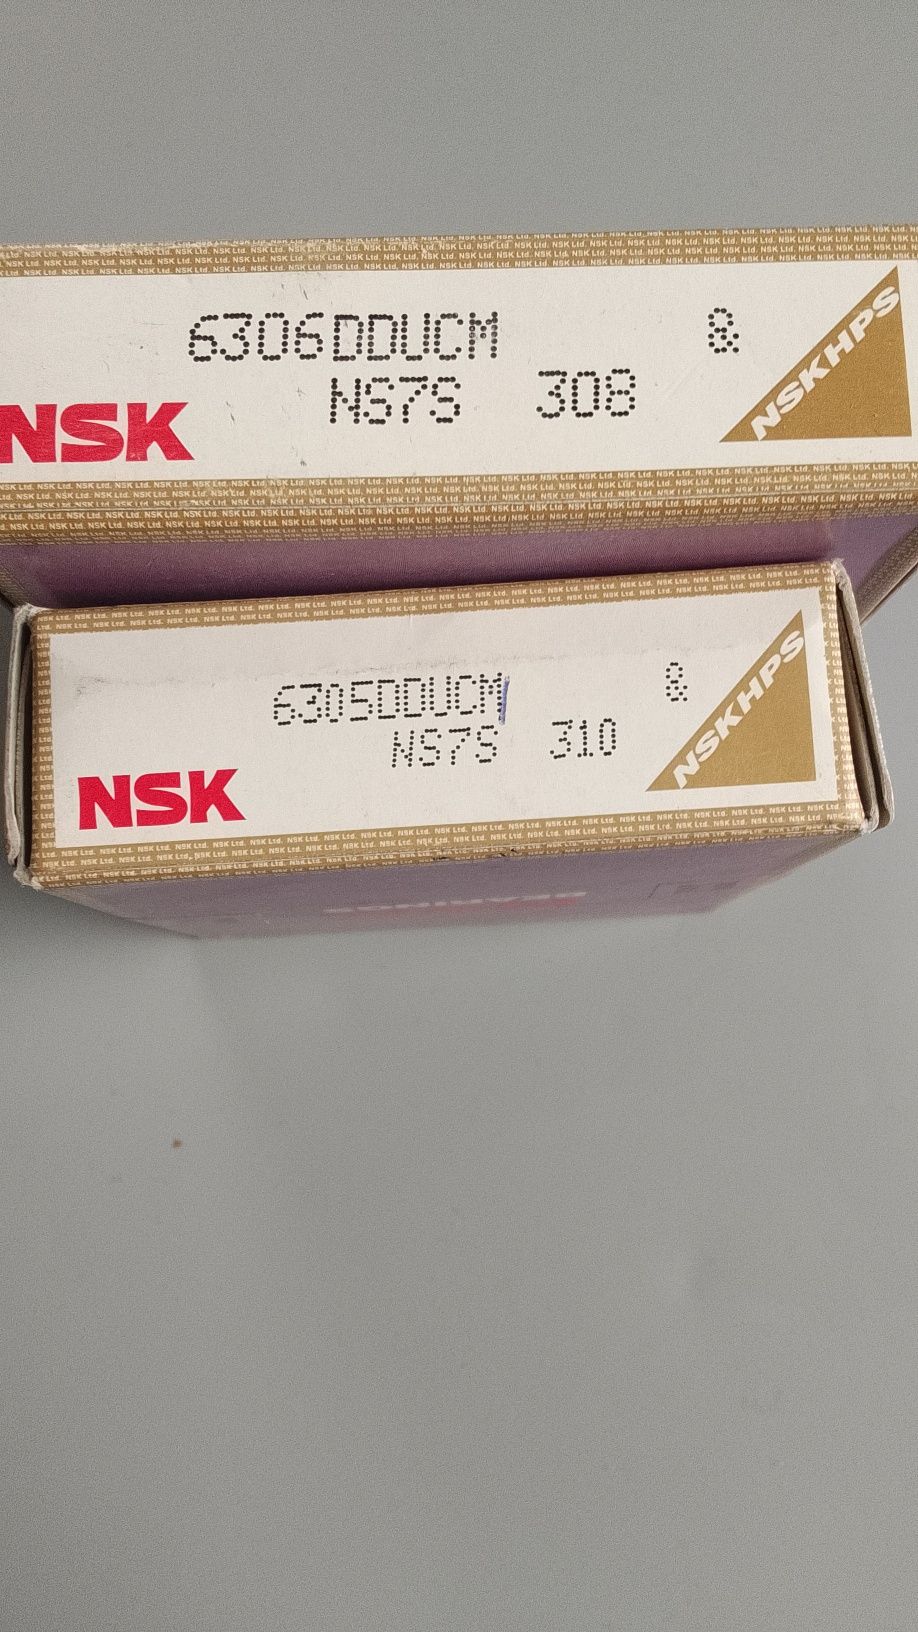 6306DDUCM &
NS7S 308
NSK
NSKHPS
6305DDUCM &
NS7S 310
NSK
NSKHPS